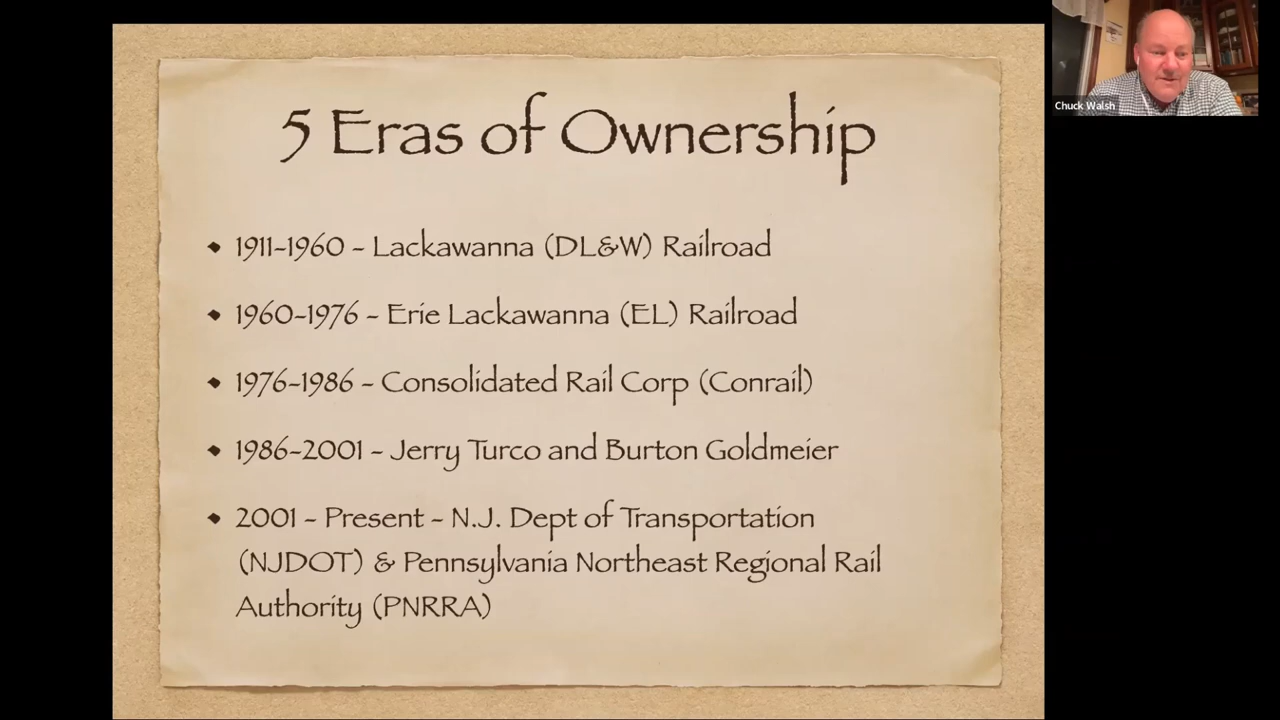 5 Eras of Ownership
• 1911-1960 - Lackawanna (DL&W) Railroad
• 1960-1976 - Erie Lackawanna (EL) Railroad
• 1976-1986 - Consolidated Rail Corp (Conrail)
• 1986-2001 - Jerry Turco and Burton Goldmeier
• 2001 - Present - N.J. Dept of Transportation
(NJDOT) & Pennsylvania Northeast Regional Rail
Authority (PNRRA)
Chuck Walsh